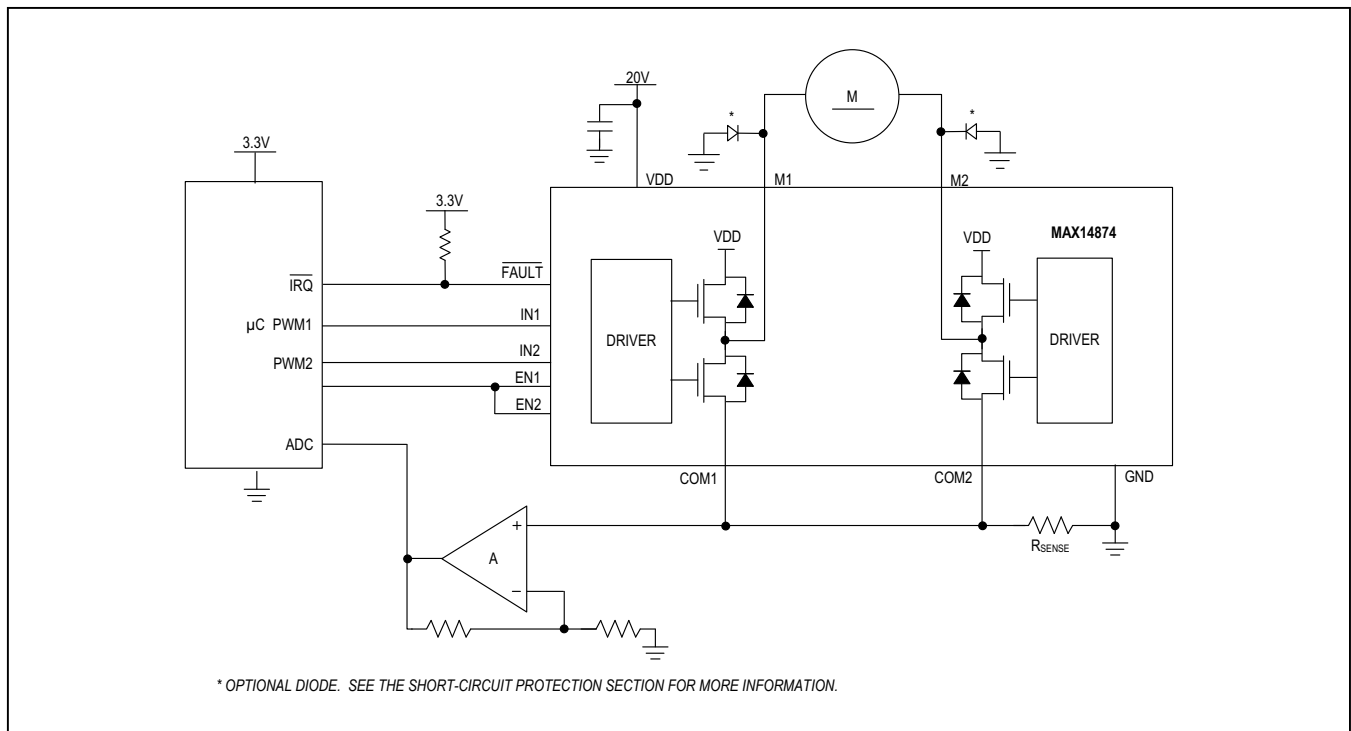 20V
M
*
*
3.3V
VDD
M1
M2
3.3V
MAX14874
VDD
VDD
FAULT
IRQ
IN1
µC PWM1
DRIVER
DRIVER
IN2
PWM2
EN1
EN2
ADC
COM1
COM2
GND
+
RSENSE
A
−
* OPTIONAL DIODE. SEE THE SHORT-CIRCUIT PROTECTION SECTION FOR MORE INFORMATION.